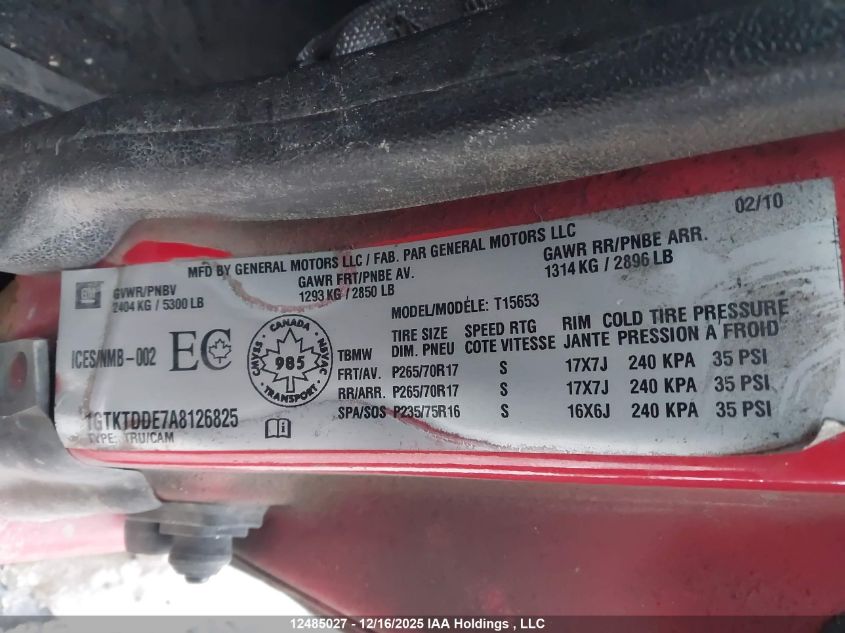 02/10
MFD BY GENERAL MOTORS LLC / FAB. PAR GENERAL MOTORS LLC
GM
GVWR/PNBV
2404 KG / 5300 LB
GAWR FRT/PNBE AV.
1293 KG / 2850 LB
GAWR RR/PNBE ARR.
1314 KG / 2896 LB
MODEL/MODÈLE: T15653
ICES/NMB-002 EC
CANADA
985
TRANSPORT
TBMW
TIRE SIZE SPEED RTG RIM COLD TIRE PRESSURE
DIM. PNEU COTE VITESSE JANTE PRESSION A FROID
FRT/AV. P265/70R17 S 17X7J 240 KPA 35 PSI
RR/ARR. P265/70R17 S 17X7J 240 KPA 35 PSI
SPA/SOS P235/75R16 S 16X6J 240 KPA 35 PSI
1GTKTDDE7A8126825
TYPE: TRU/CAM
12485027 - 12/16/2025 IAA Holdings , LLC